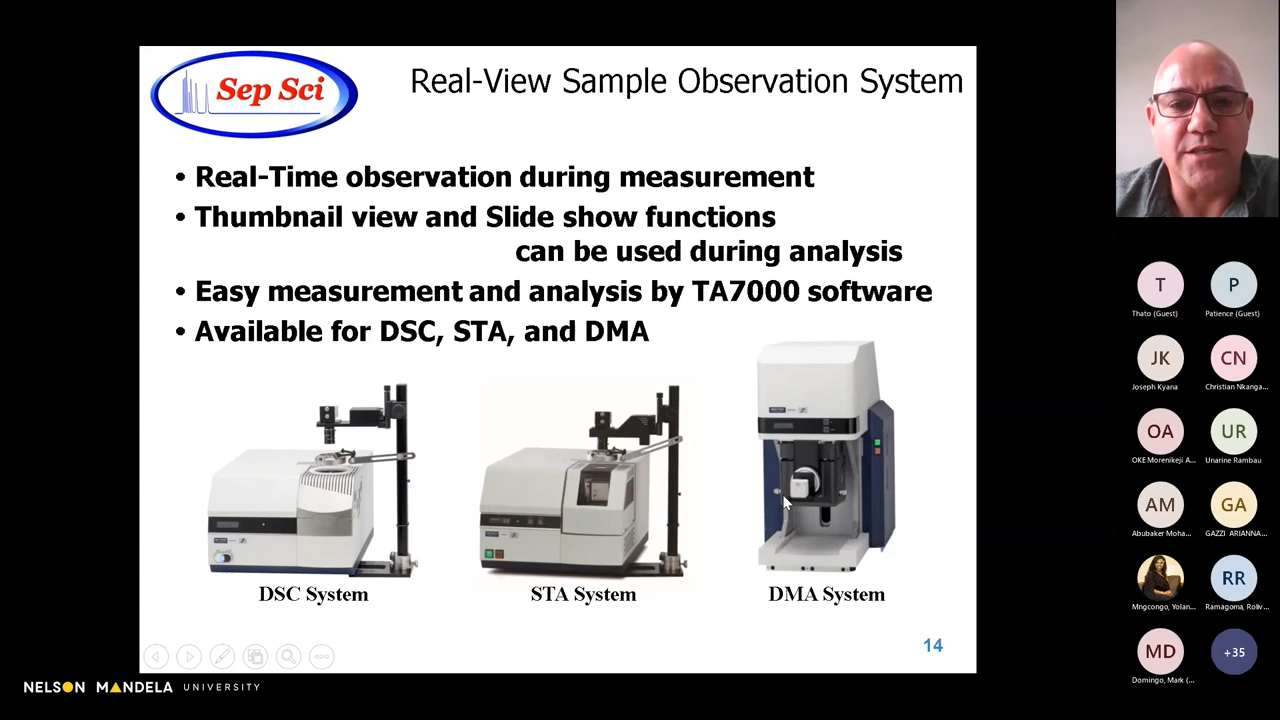 Sep Sci
Real-View Sample Observation System
• Real-Time observation during measurement
• Thumbnail view and Slide show functions
can be used during analysis
• Easy measurement and analysis by TA7000 software
• Available for DSC, STA, and DMA
DSC System
STA System
DMA System
14
NELSON MANDELA UNIVERSITY
T
Thato (Guest)
P
Patience (Guest)
JK
Joseph Kyana
CN
Christian Nkanga...
OA
OKE Morenikeji A...
UR
Unarine Rambau
AM
Abubaker Moha...
GA
GAZZI ARIANNA...
Mngcongo, Yolan...
RR
Ramagoma, Roliv...
MD
Domingo, Mark (...
+35